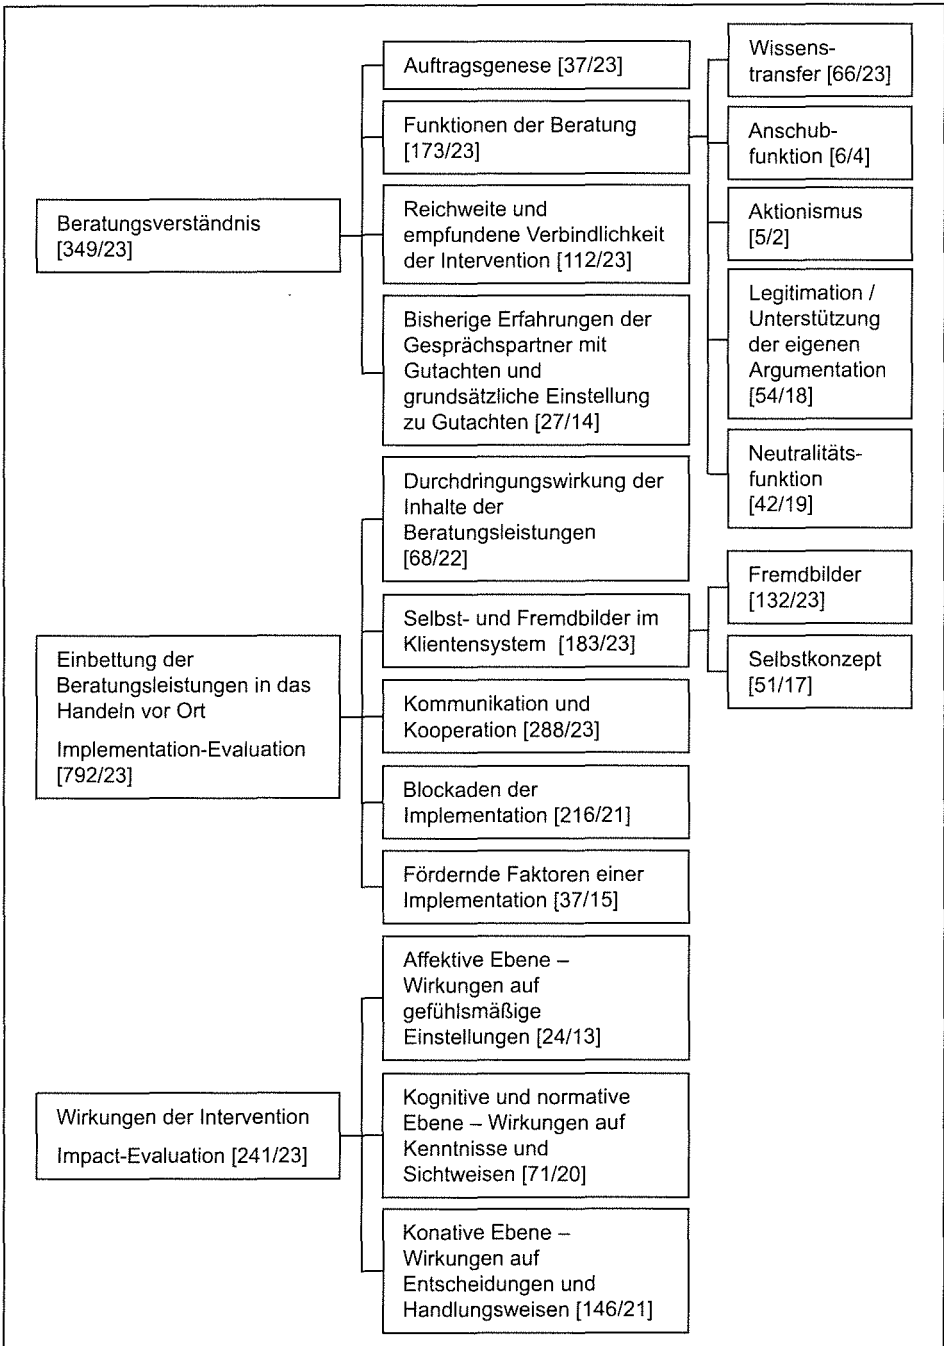 Beratungsverständnis
[349/23]
Auftragsgenese [37/23]
Funktionen der Beratung
[173/23]
Wissens-
transfer [66/23]
Anschub-
funktion [6/4]
Aktionismus
[5/2]
Legitimation /
Unterstützung
der eigenen
Argumentation
[54/18]
Neutralitäts-
funktion
[42/19]
Reichweite und
empfundene Verbindlichkeit
der Intervention [112/23]
Bisherige Erfahrungen der
Gesprächspartner mit
Gutachten und
grundsätzliche Einstellung
zu Gutachten [27/14]
Einbettung der
Beratungsleistungen in das
Handeln vor Ort
Implementation-Evaluation
[792/23]
Durchdringungswirkung der
Inhalte der
Beratungsleistungen
[68/22]
Selbst- und Fremdbilder im
Klientensystem [183/23]
Fremdbilder
[132/23]
Selbstkonzept
[51/17]
Kommunikation und
Kooperation [288/23]
Blockaden der
Implementation [216/21]
Fördernde Faktoren einer
Implementation [37/15]
Wirkungen der Intervention
Impact-Evaluation [241/23]
Affektive Ebene –
Wirkungen auf
gefühlsmäßige
Einstellungen [24/13]
Kognitive und normative
Ebene – Wirkungen auf
Kenntnisse und
Sichtweisen [71/20]
Konative Ebene –
Wirkungen auf
Entscheidungen und
Handlungsweisen [146/21]